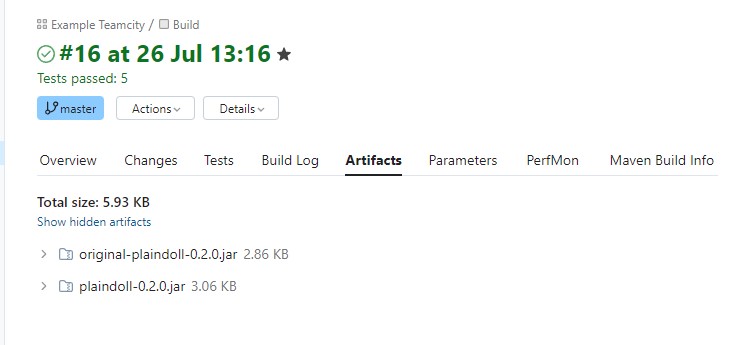 Example Teamcity / Build
#16 at 26 Jul 13:16
Tests passed: 5
master Actions Details
Overview Changes Tests Build Log Artifacts Parameters PerfMon Maven Build Info
Total size: 5.93 KB
Show hidden artifacts
original-plaindoll-0.2.0.jar 2.86 KB
plaindoll-0.2.0.jar 3.06 KB